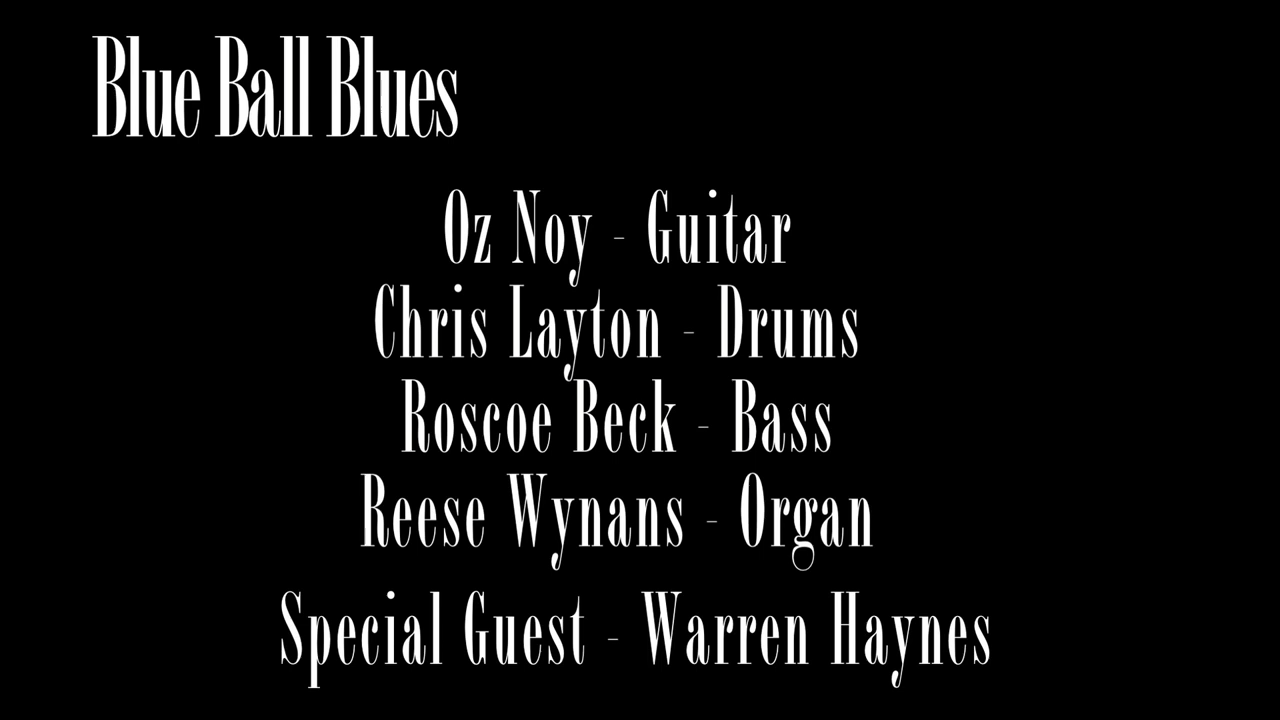 Blue Ball Blues
Oz Noy - Guitar
Chris Layton - Drums
Roscoe Beck - Bass
Reese Wynans - Organ
Special Guest - Warren Haynes